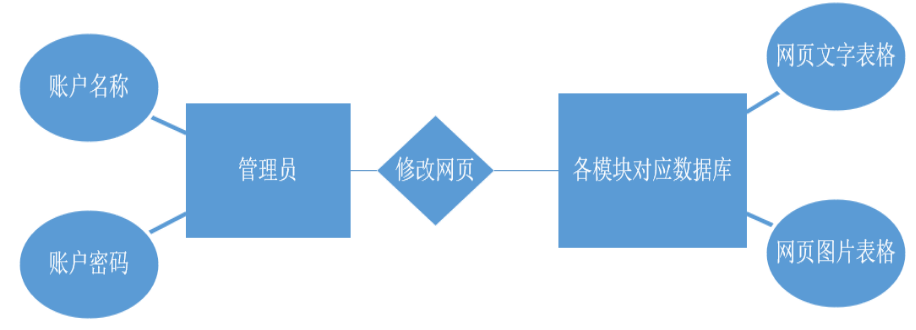 账户名称
账户密码
管理员
修改网页
各模块对应数据库
网页文字表格
网页图片表格